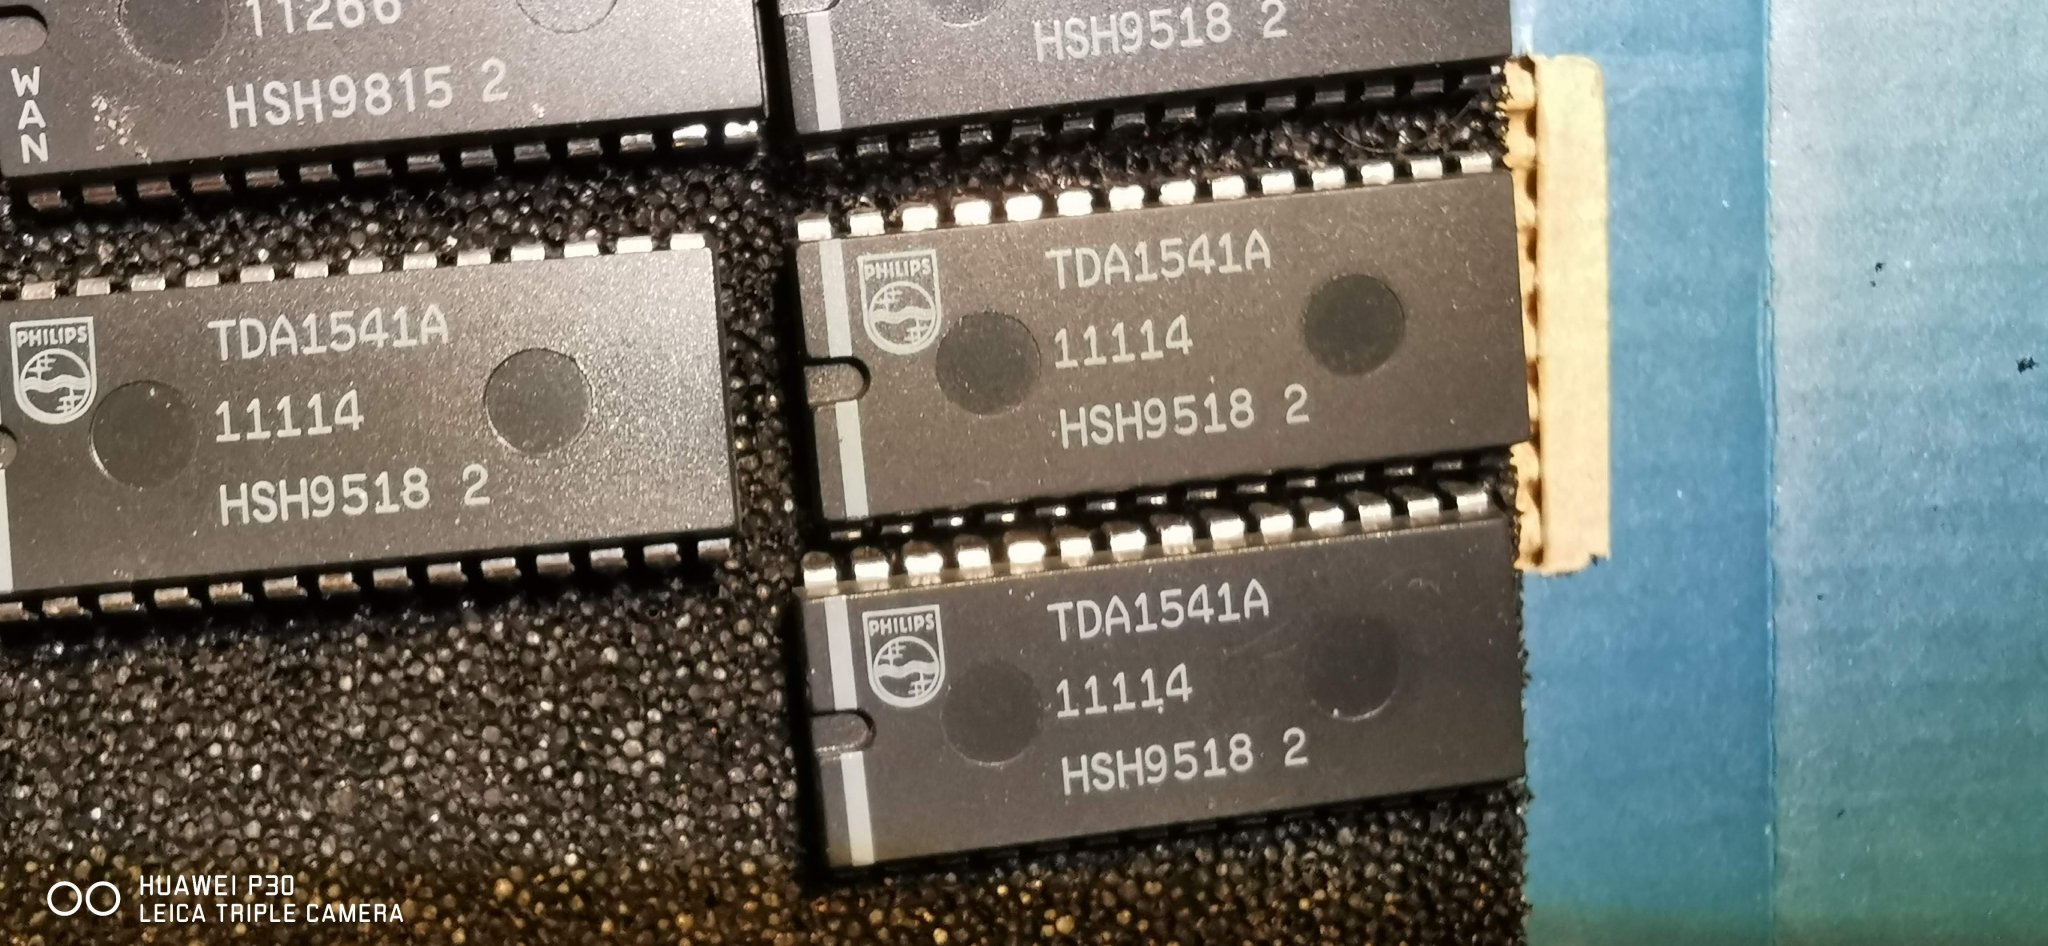 11266
HSH9815 2
WAN
HSH9518 2
PHILIPS
TDA1541A
11114
HSH9518 2
PHILIPS
TDA1541A
11114
HSH9518 2
PHILIPS
TDA1541A
11114
HSH9518 2
HUAWEI P30
LEICA TRIPLE CAMERA